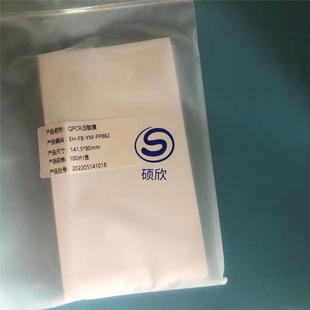 产品名称：QPCR压敏膜
产品编码：EH-FB-YM-PPB62
产品尺寸：141.5*80mm
产品规格：100片/盒
产品批号：202205141018
硕欣